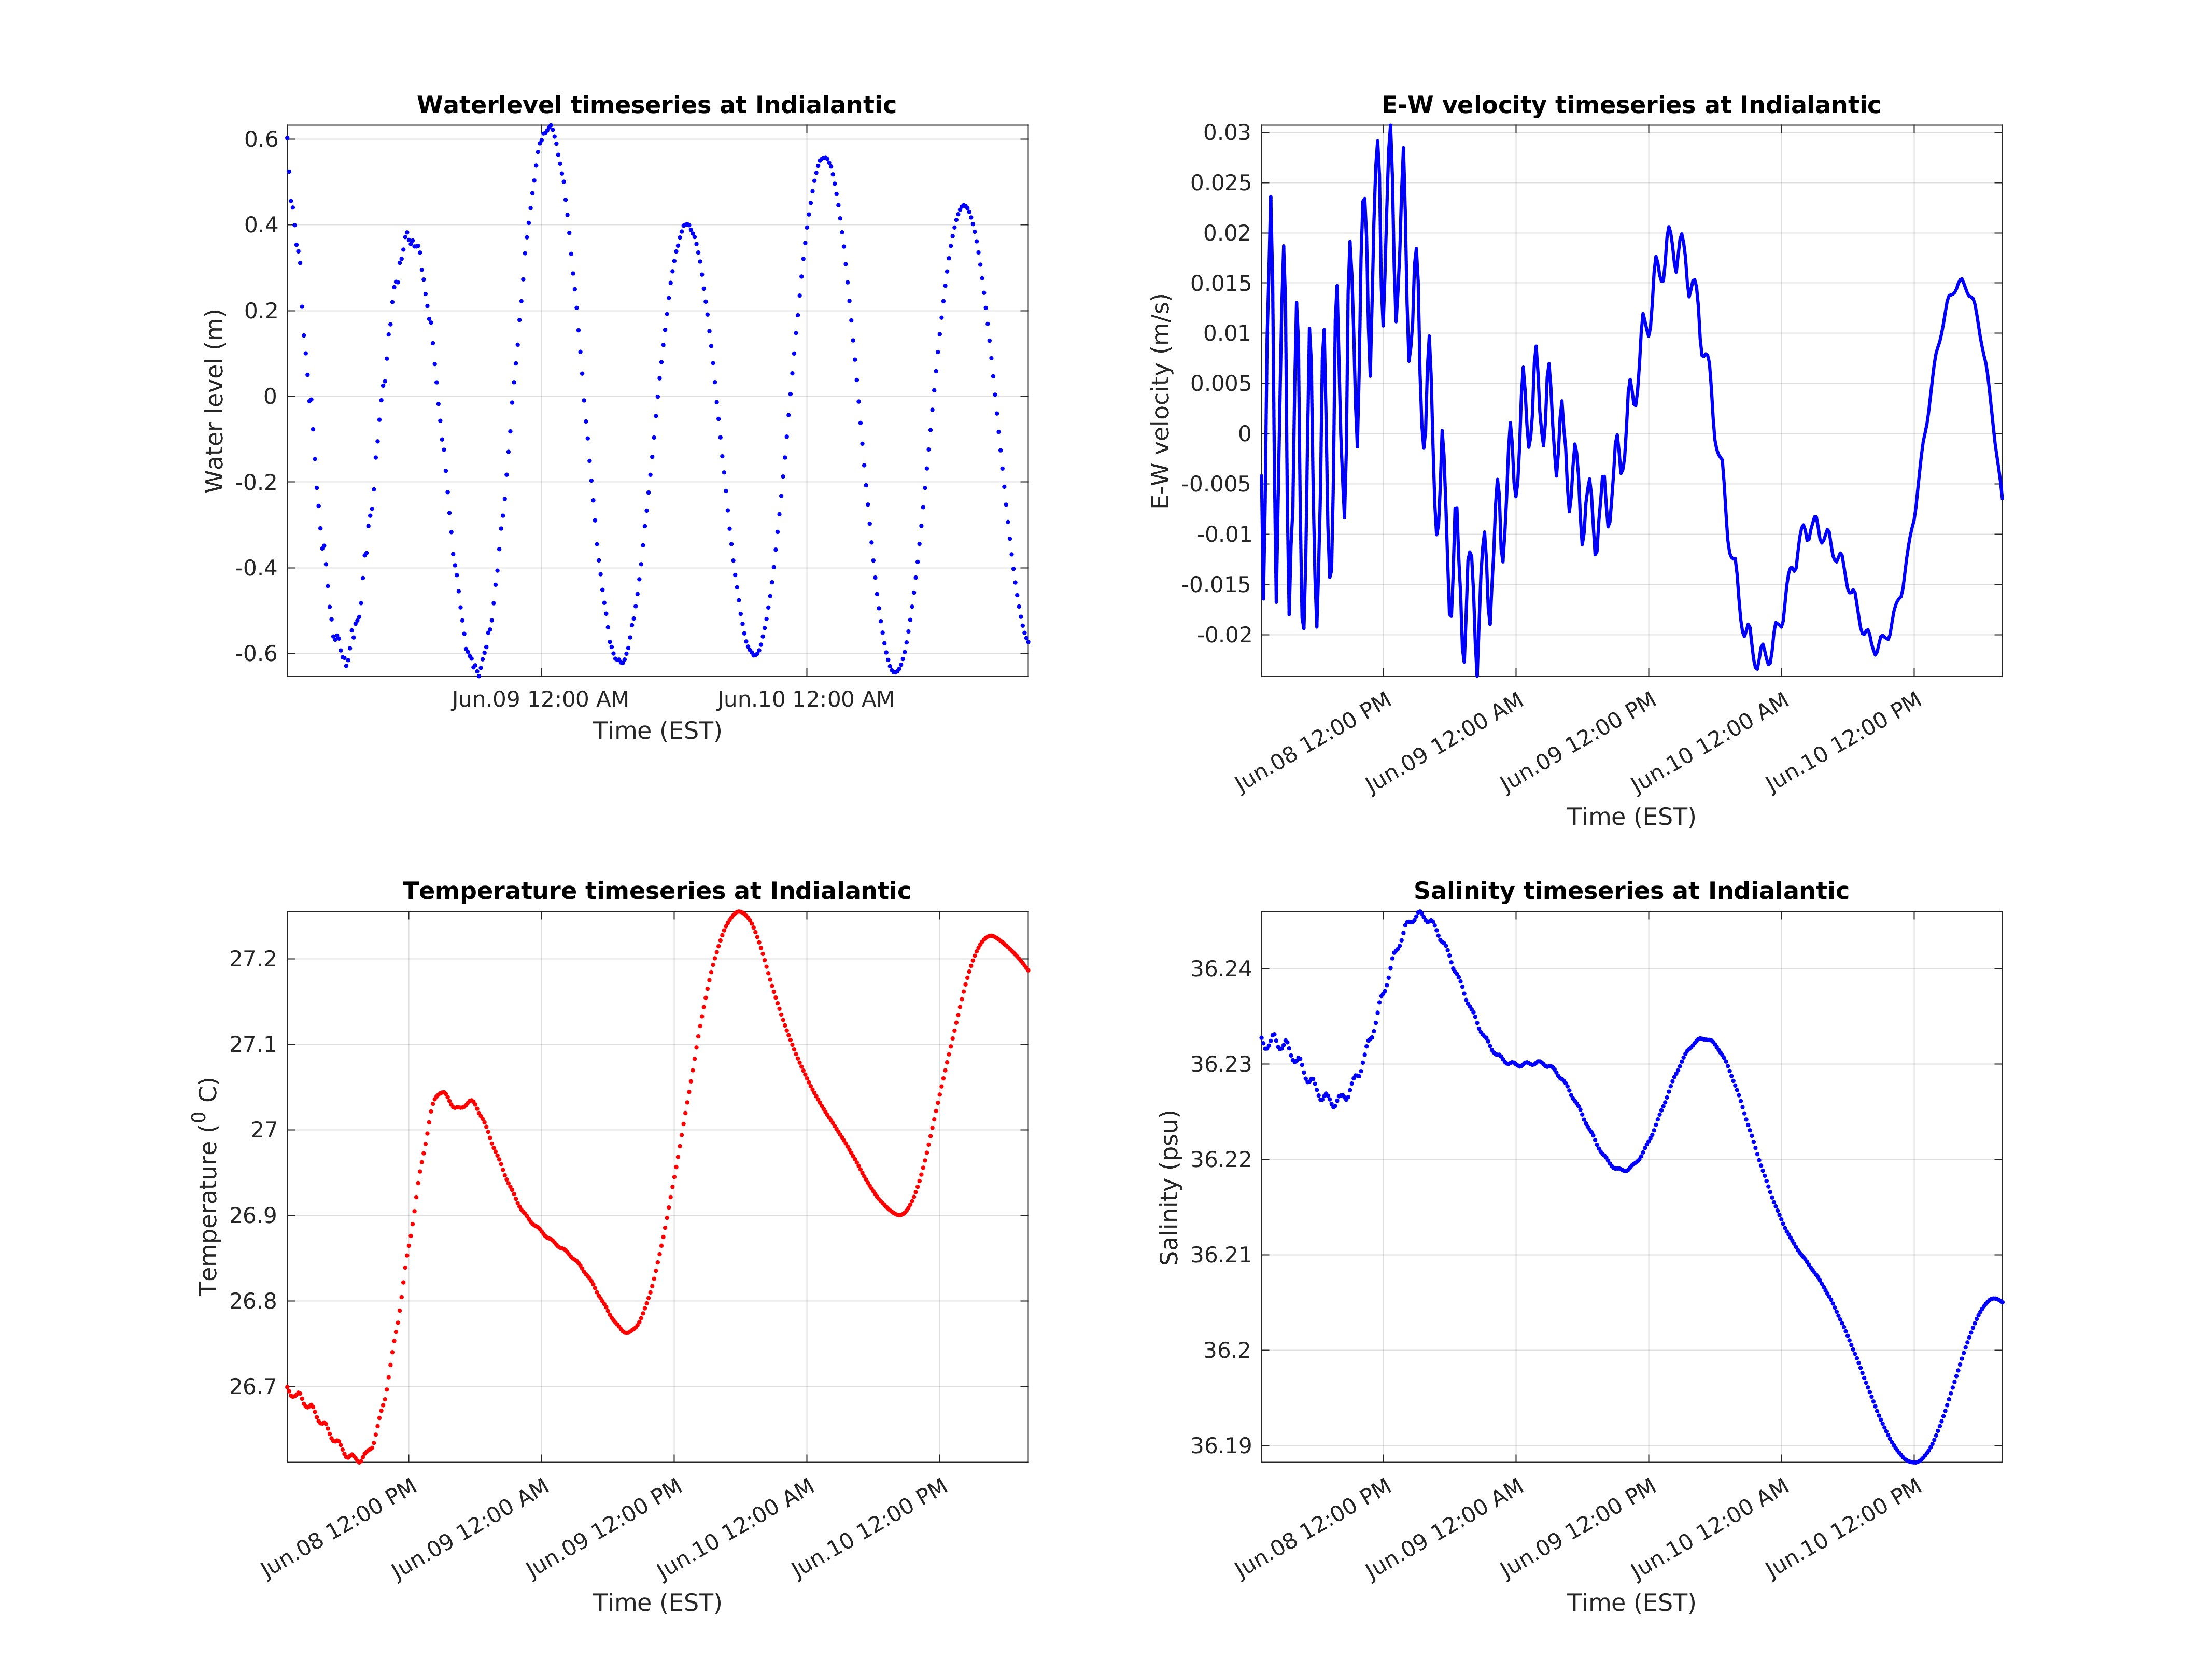 Waterlevel timeseries at Indialantic
0.6
0.4
0.2
0
-0.2
-0.4
-0.6
Water level (m)
Jun.09 12:00 AM
Jun.10 12:00 AM
Time (EST)
E-W velocity timeseries at Indialantic
0.03
0.025
0.02
0.015
0.01
0.005
0
-0.005
-0.01
-0.015
-0.02
E-W velocity (m/s)
Jun.08 12:00 PM
Jun.09 12:00 AM
Jun.09 12:00 PM
Jun.10 12:00 AM
Jun.10 12:00 PM
Time (EST)
Temperature timeseries at Indialantic
27.2
27.1
27
26.9
26.8
26.7
Temperature (⁰ C)
Jun.08 12:00 PM
Jun.09 12:00 AM
Jun.09 12:00 PM
Jun.10 12:00 AM
Jun.10 12:00 PM
Time (EST)
Salinity timeseries at Indialantic
36.24
36.23
36.22
36.21
36.2
36.19
Salinity (psu)
Jun.08 12:00 PM
Jun.09 12:00 AM
Jun.09 12:00 PM
Jun.10 12:00 AM
Jun.10 12:00 PM
Time (EST)